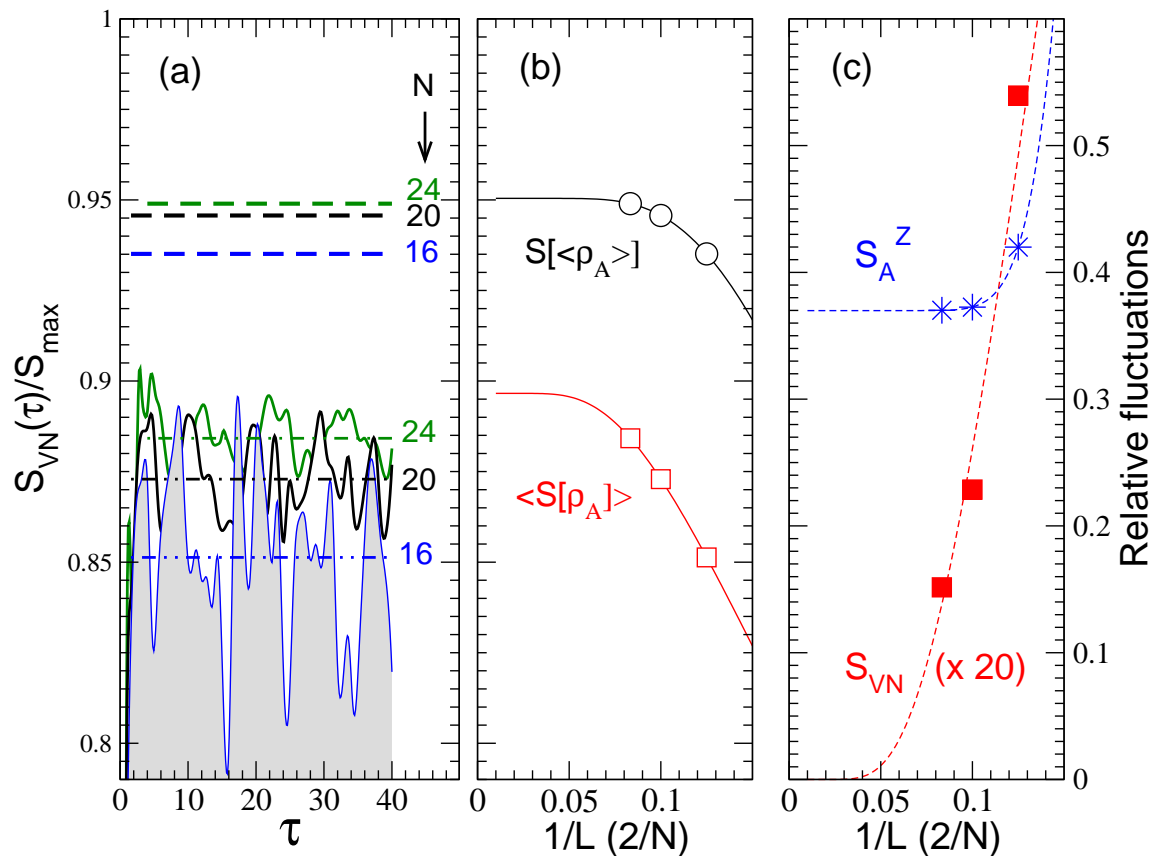 S_VN(τ)/S_max
1
0.95
0.9
0.85
0.8
(a)
N
24
20
16
24
20
16
0 10 20 30 40
τ
(b)
S[<ρ_A>]
<S[ρ_A]>
0 0.05 0.1
1/L (2/N)
(c)
S_A^Z
S_VN (x 20)
0 0.05 0.1
1/L (2/N)
0.5
0.4
0.3
0.2
0.1
0
Relative fluctuations